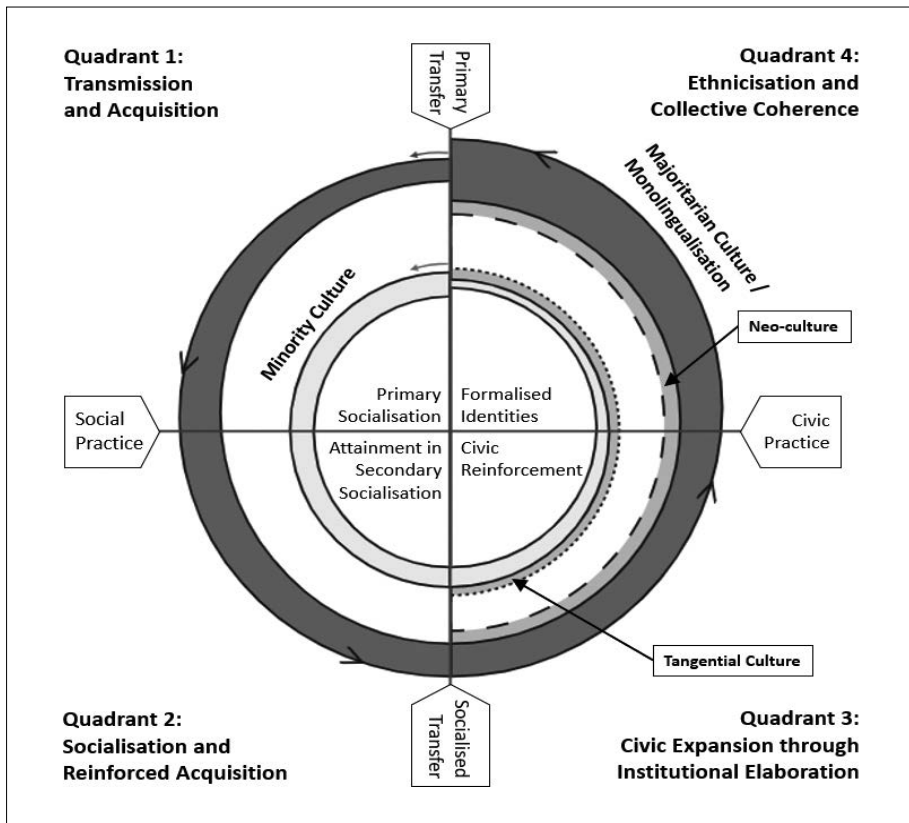 Quadrant 1:
Transmission
and Acquisition
Primary
Transfer
Quadrant 4:
Ethnicisation and
Collective Coherence
Majoritarian Culture /
Monolingualisation
Minority Culture
Neo-culture
Primary
Socialisation
Formalised
Identities
Social
Practice
Civic
Practice
Attainment in
Secondary
Socialisation
Civic
Reinforcement
Tangential Culture
Quadrant 2:
Socialisation and
Reinforced Acquisition
Socialised
Transfer
Quadrant 3:
Civic Expansion through
Institutional Elaboration